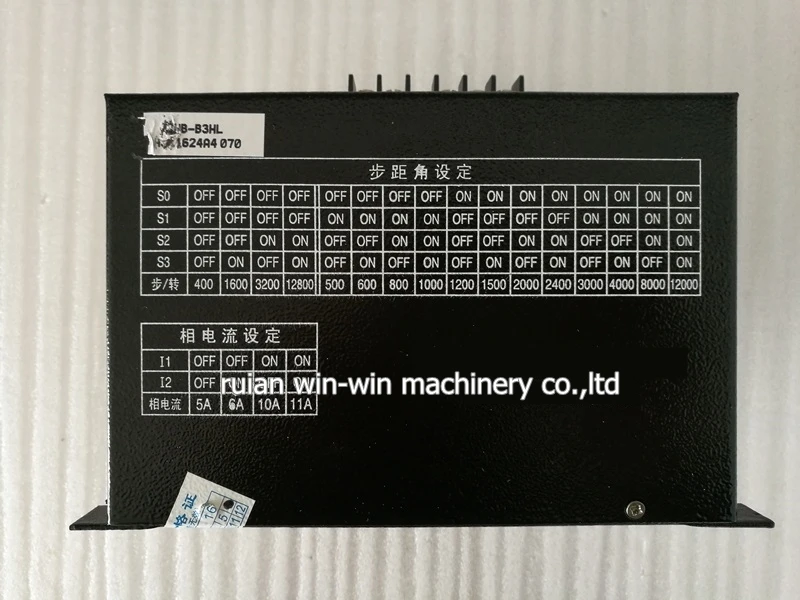 B-B3HL
1624A4 070
步距角设定
S0 OFF OFF OFF OFF OFF OFF OFF OFF ON ON ON ON ON ON ON ON
S1 OFF OFF OFF OFF ON ON ON ON OFF OFF OFF OFF ON ON ON ON
S2 OFF OFF ON ON OFF OFF ON ON OFF OFF ON ON OFF OFF ON ON
S3 OFF ON OFF ON OFF ON OFF ON OFF ON OFF ON OFF ON OFF ON
步/转 400 1600 3200 12800 500 600 800 1000 1200 1500 2000 2400 3000 4000 8000 12000
相电流设定
I1 OFF OFF ON ON
I2 OFF
ruian win-win machinery co.,ltd
相电流 5A 6A 10A 11A
格证
16
5
11 12